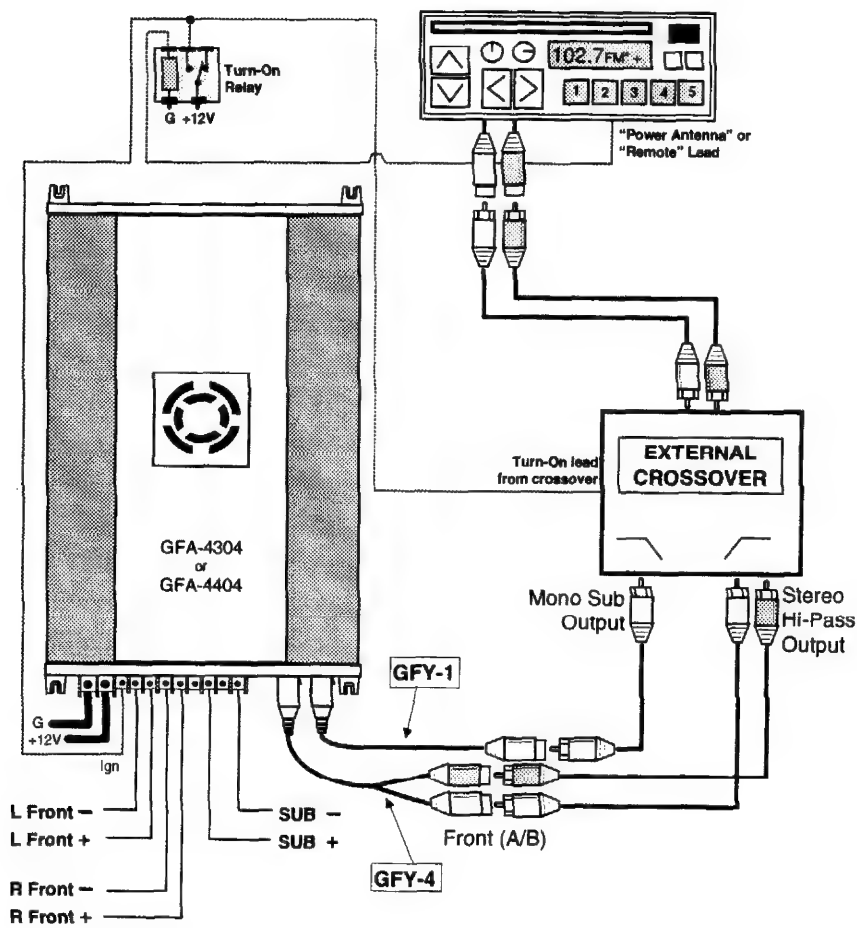 102.7FM +
1 2 3 4 5
Turn-On
Relay
G +12V
"Power Antenna" or
"Remote" Lead
EXTERNAL
CROSSOVER
Turn-On lead
from crossover
GFA-4304
or
GFA-4404
Mono Sub
Output
Stereo
Hi-Pass
Output
GFY-1
G
+12V
Ign
L Front –
L Front +
SUB –
SUB +
Front (A/B)
GFY-4
R Front –
R Front +